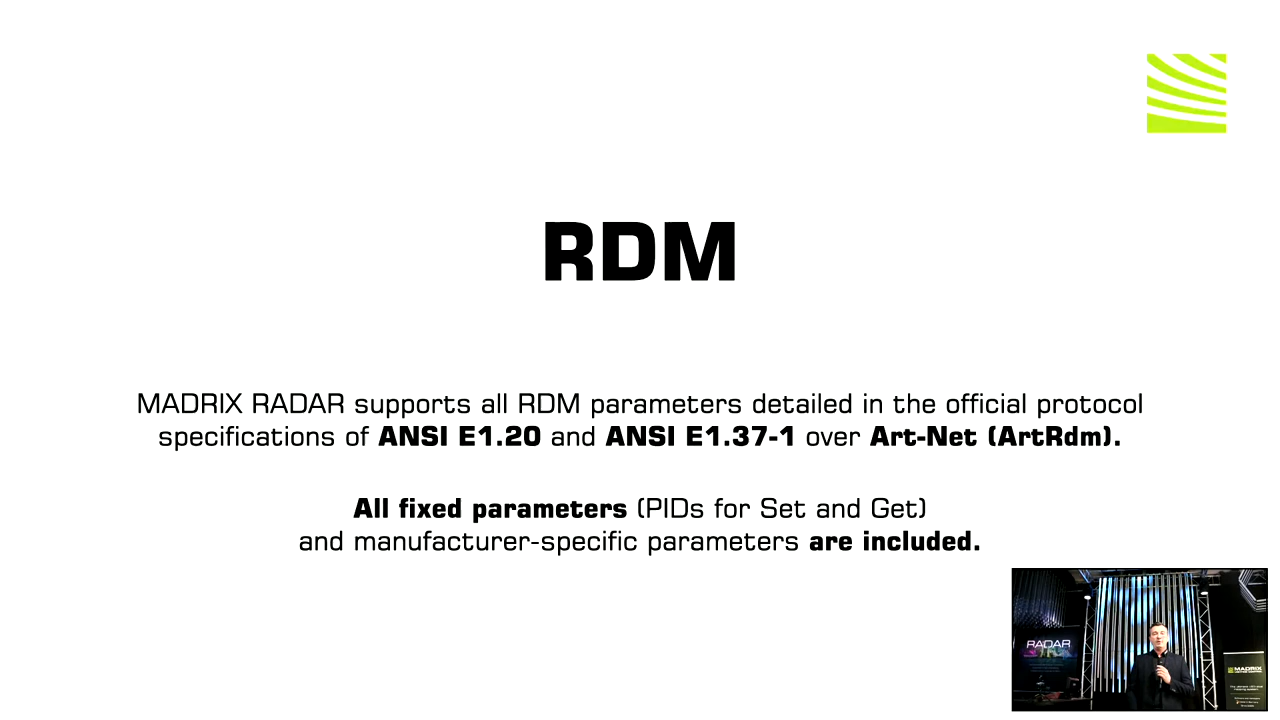 RDM
MADRIX RADAR supports all RDM parameters detailed in the official protocol
specifications of ANSI E1.20 and ANSI E1.37-1 over Art-Net (ArtRdm).
All fixed parameters (PIDs for Set and Get)
and manufacturer-specific parameters are included.
RADAR
MADRIX